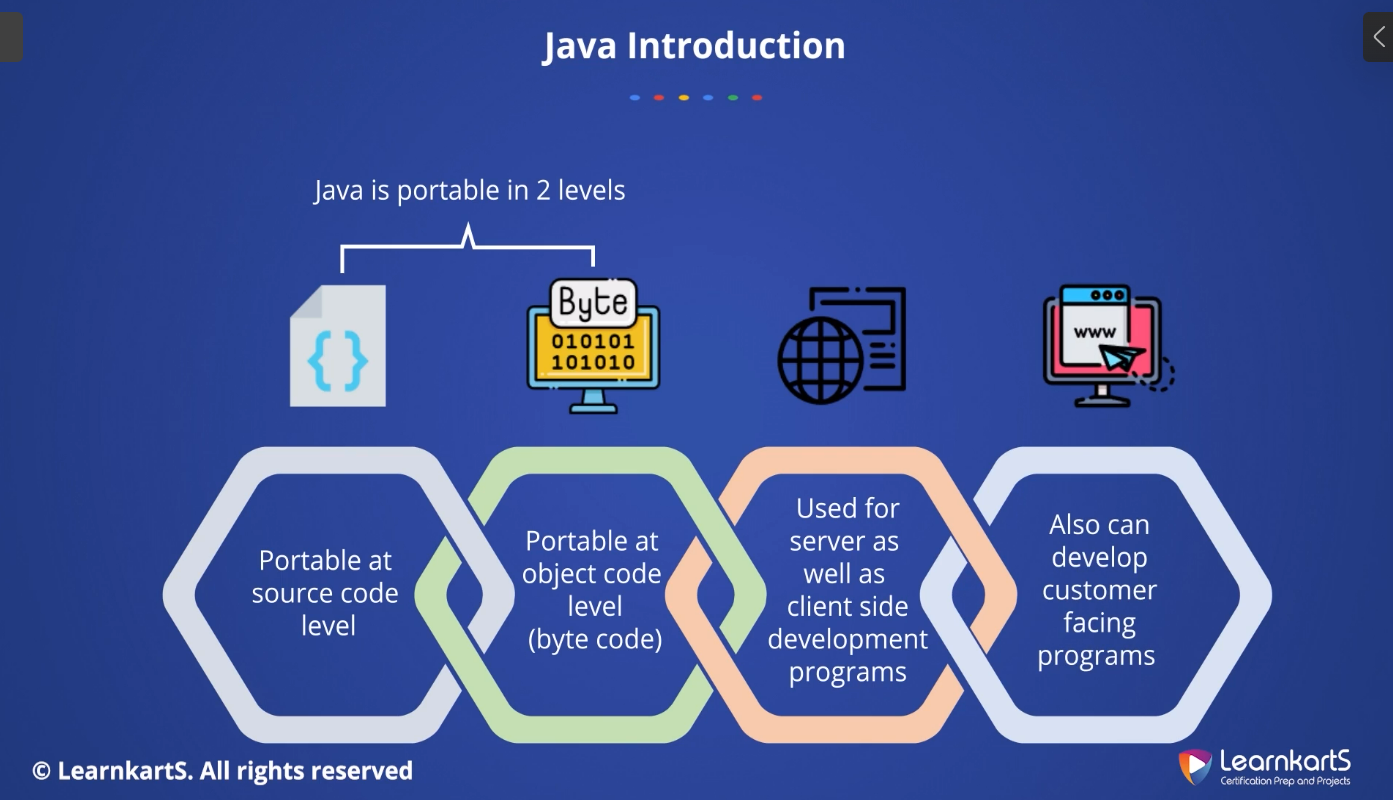 Java Introduction
Java is portable in 2 levels
{ }
Byte
010101
101010
www
Portable at
source code
level
Portable at
object code
level
(byte code)
Used for
server as
well as
client side
development
programs
Also can
develop
customer
facing
programs
© LearnkartS. All rights reserved
LearnkartS
Certification Prep and Projects